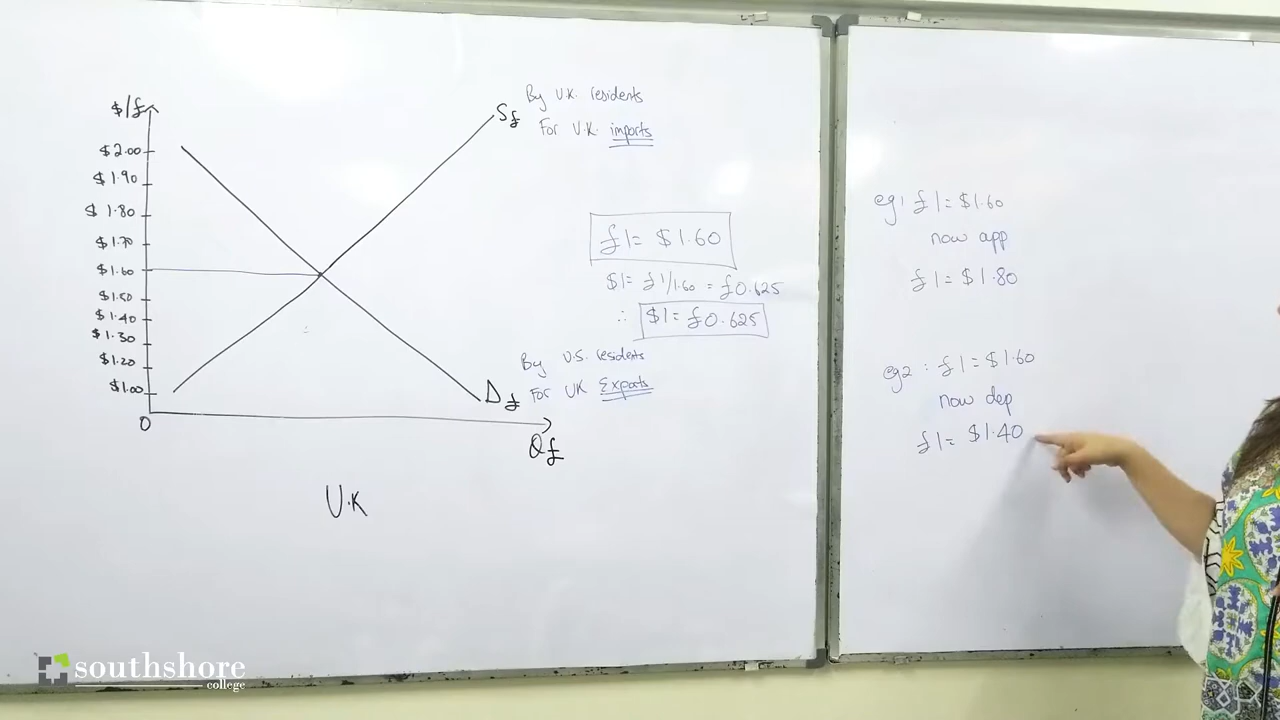 $/£
$2.00
$1.90
$1.80
$1.70
$1.60
$1.50
$1.40
$1.30
$1.20
$1.00
0
S£
By U.K. residents
For U.K. imports
£1= $1.60
$1= £1/1.60 = £0.625
∴ $1= £0.625
By U.S. residents
For UK Exports
D£
Q£
U.K
eg1 £1= $1.60
now app
£1= $1.80
eg2 : £1= $1.60
now dep
£1= $1.40
southshore
college